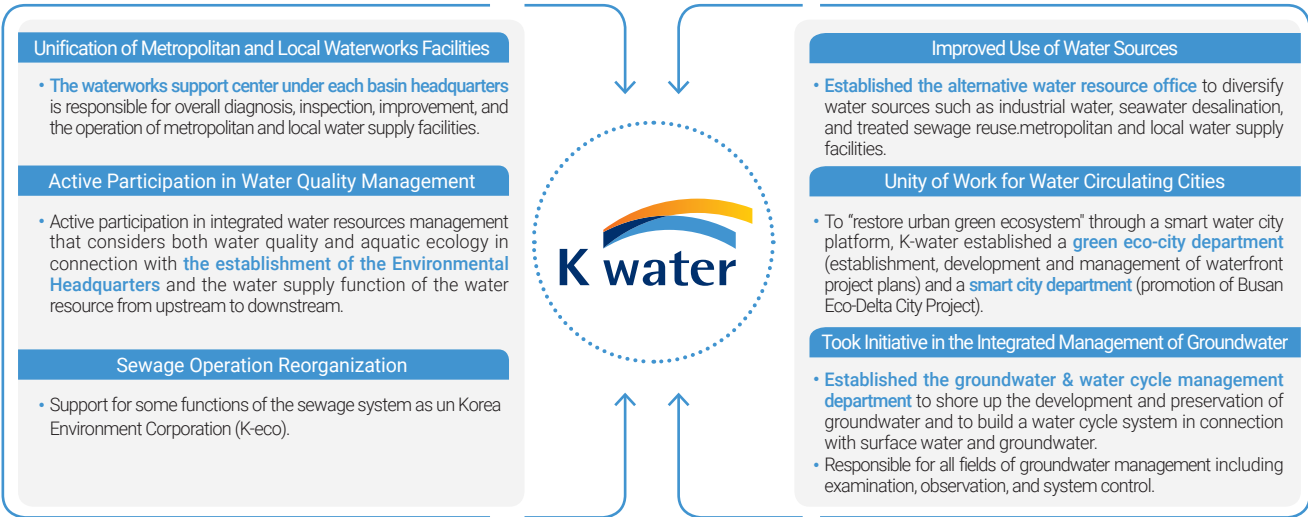 Unification of Metropolitan and Local Waterworks Facilities
• The waterworks support center under each basin headquarters
is responsible for overall diagnosis, inspection, improvement, and
the operation of metropolitan and local water supply facilities.
Active Participation in Water Quality Management
• Active participation in integrated water resources management
that considers both water quality and aquatic ecology in
connection with the establishment of the Environmental
Headquarters and the water supply function of the water
resource from upstream to downstream.
Sewage Operation Reorganization
• Support for some functions of the sewage system as un Korea
Environment Corporation (K-eco).
K water
Improved Use of Water Sources
• Established the alternative water resource office to diversify
water sources such as industrial water, seawater desalination,
and treated sewage reuse.metropolitan and local water supply
facilities.
Unity of Work for Water Circulating Cities
• To “restore urban green ecosystem" through a smart water city
platform, K-water established a green eco-city department
(establishment, development and management of waterfront
project plans) and a smart city department (promotion of Busan
Eco-Delta City Project).
Took Initiative in the Integrated Management of Groundwater
• Established the groundwater & water cycle management
department to shore up the development and preservation of
groundwater and to build a water cycle system in connection
with surface water and groundwater.
• Responsible for all fields of groundwater management including
examination, observation, and system control.